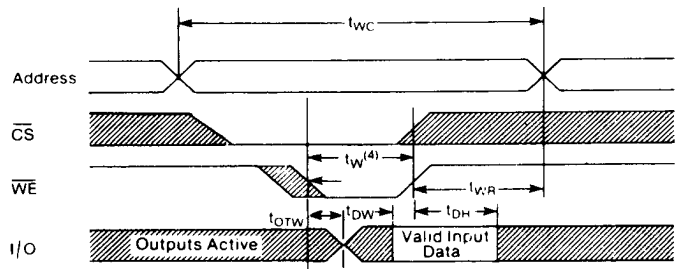 tWC
Address
CS
tW(4)
WE
tWR
tOTW
tDW
tDH
I/O
Outputs Active
Valid Input
Data